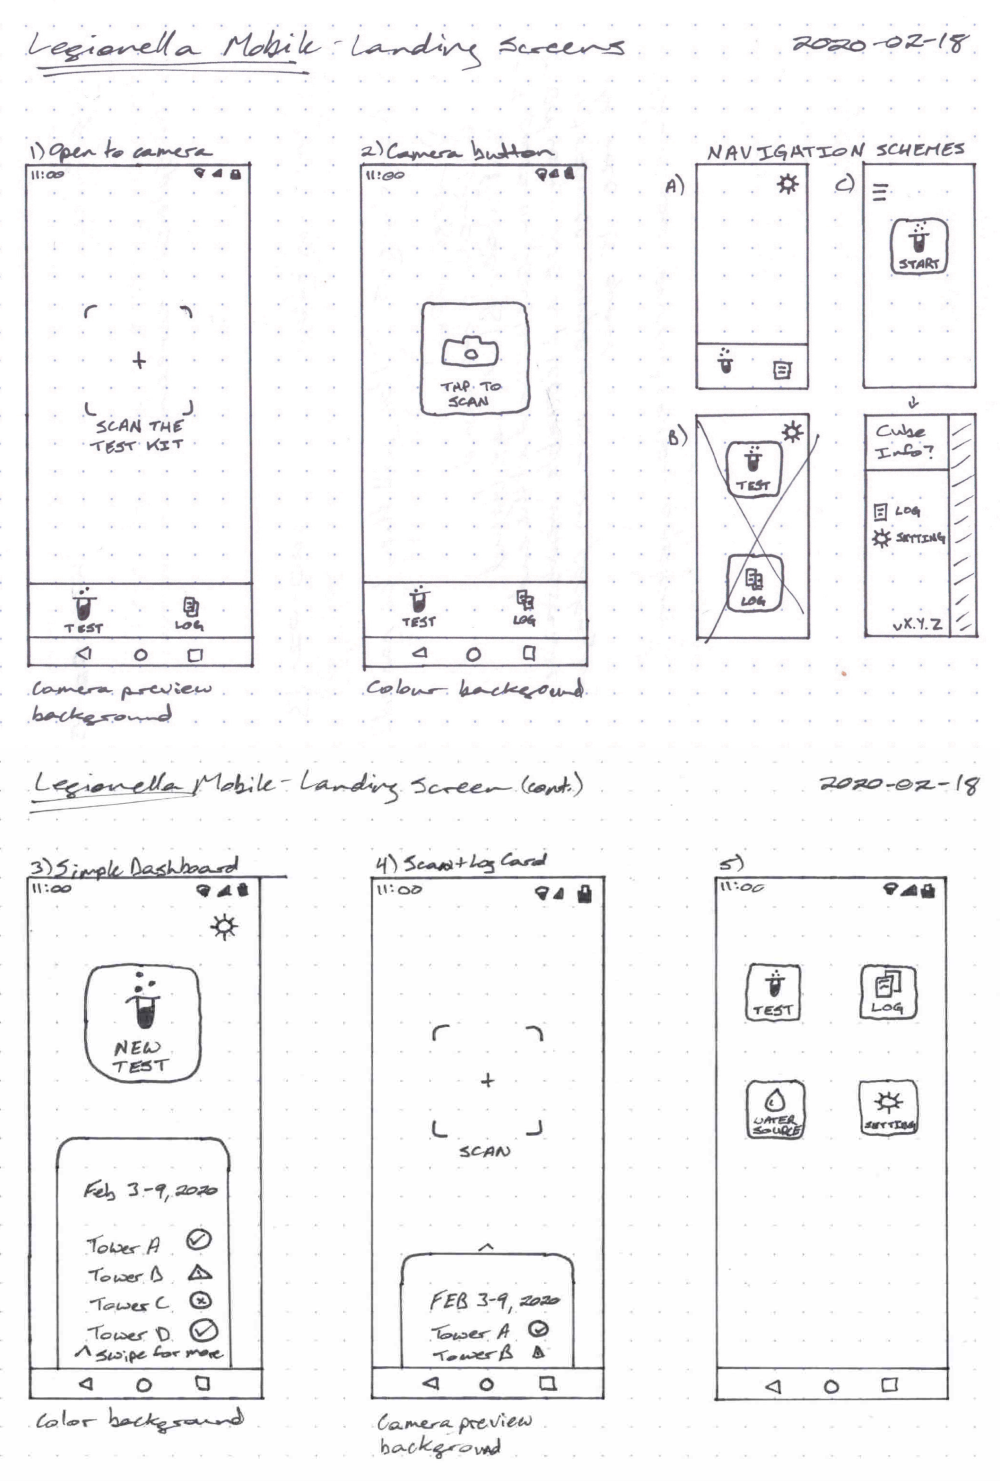 Legionella Mobile - Landing Screens
2020-02-18
1) Open to camera
11:00
SCAN THE
TEST KIT
TEST
LOG
Camera preview
background
2) Camera button
11:00
TAP TO
SCAN
TEST
LOG
Colour background
NAVIGATION SCHEMES
A)
B)
TEST
LOG
C)
START
Cube
Info?
LOG
SETTING
vX.Y.Z
Legionella Mobile - Landing Screen (cont.)
2020-02-18
3) Simple Dashboard
11:00
NEW
TEST
Feb 3-9, 2020
Tower A
Tower B
Tower C
Tower D
^ swipe for more
Color background
4) Scan + Log Card
11:00
SCAN
FEB 3-9, 2020
Tower A
Tower B
Camera preview
background
5)
11:00
TEST
LOG
WATER
SOURCE
SETTING